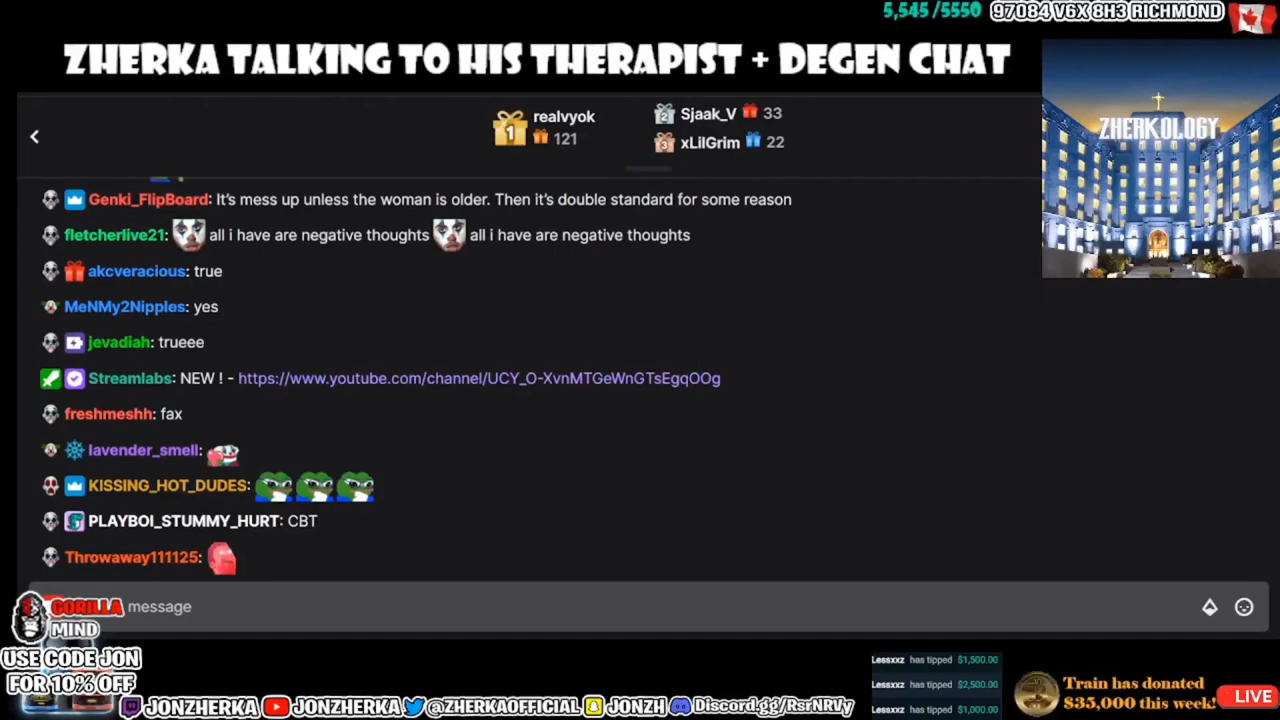 5,545 /5550
97084 V6X 8H3 RICHMOND
ZHERKA TALKING TO HIS THERAPIST + DEGEN CHAT
ZHERKOLOGY
1 realvyok
121
2 Sjaak_V 33
3 xLilGrim 22
Genki_FlipBoard: It's mess up unless the woman is older. Then it's double standard for some reason
fletcherlive21: all i have are negative thoughts all i have are negative thoughts
akcveracious: true
MeNMy2Nipples: yes
jevadiah: trueee
Streamlabs: NEW ! - https://www.youtube.com/channel/UCY_O-XvnMTGeWnGTsEgqOOg
freshmeshh: fax
lavender_smell:
KISSING_HOT_DUDES:
PLAYBOI_STUMMY_HURT: CBT
Throwaway111125:
message
GORILLA
MIND
USE CODE JON
FOR 10% OFF
JONZHERKA JONZHERKA @ZHERKAOFFICIAL JONZH Discord.gg/RsrNRVy
Lessxxz has tipped $1,500.00
Lessxxz has tipped $2,500.00
Lessxxz has tipped $1,000.00
Train has donated
$35,000 this week!
LIVE